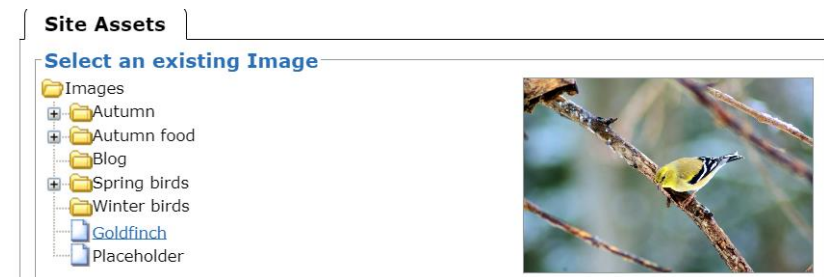 Site Assets
Select an existing Image
Images
Autumn
Autumn food
Blog
Spring birds
Winter birds
Goldfinch
Placeholder